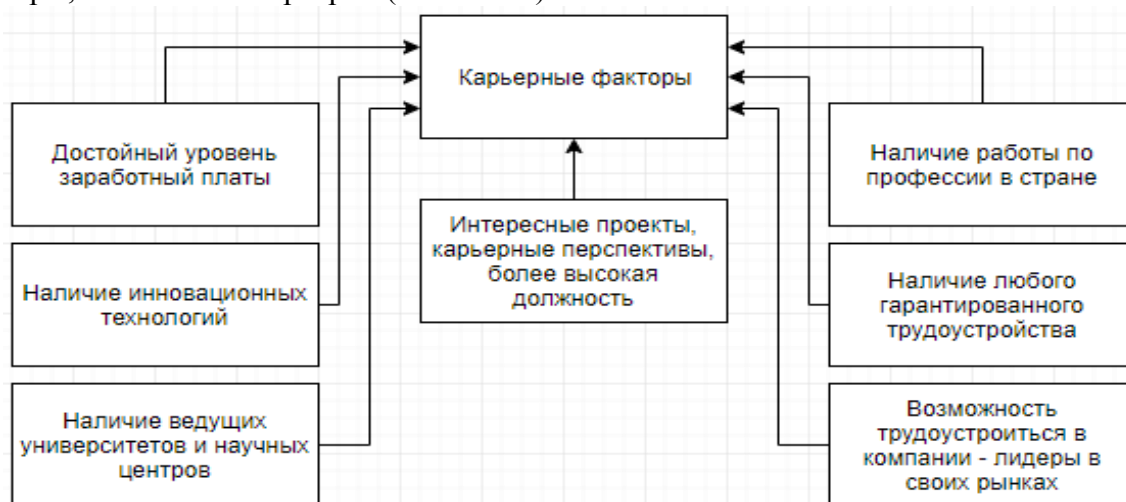 Карьерные факторы
Достойный уровень
заработный платы
Наличие инновационных
технологий
Наличие ведущих
университетов и научных
центров
Интересные проекты,
карьерные перспективы,
более высокая
должность
Наличие работы по
профессии в стране
Наличие любого
гарантированного
трудоустройства
Возможность
трудоустроиться в
компании - лидеры в
своих рынках